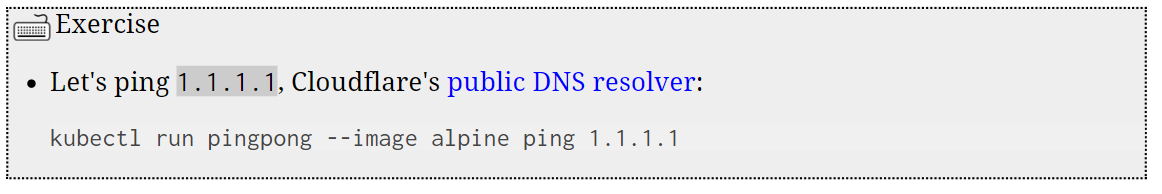 Exercise
• Let's ping 1.1.1.1, Cloudflare's public DNS resolver:
kubectl run pingpong --image alpine ping 1.1.1.1